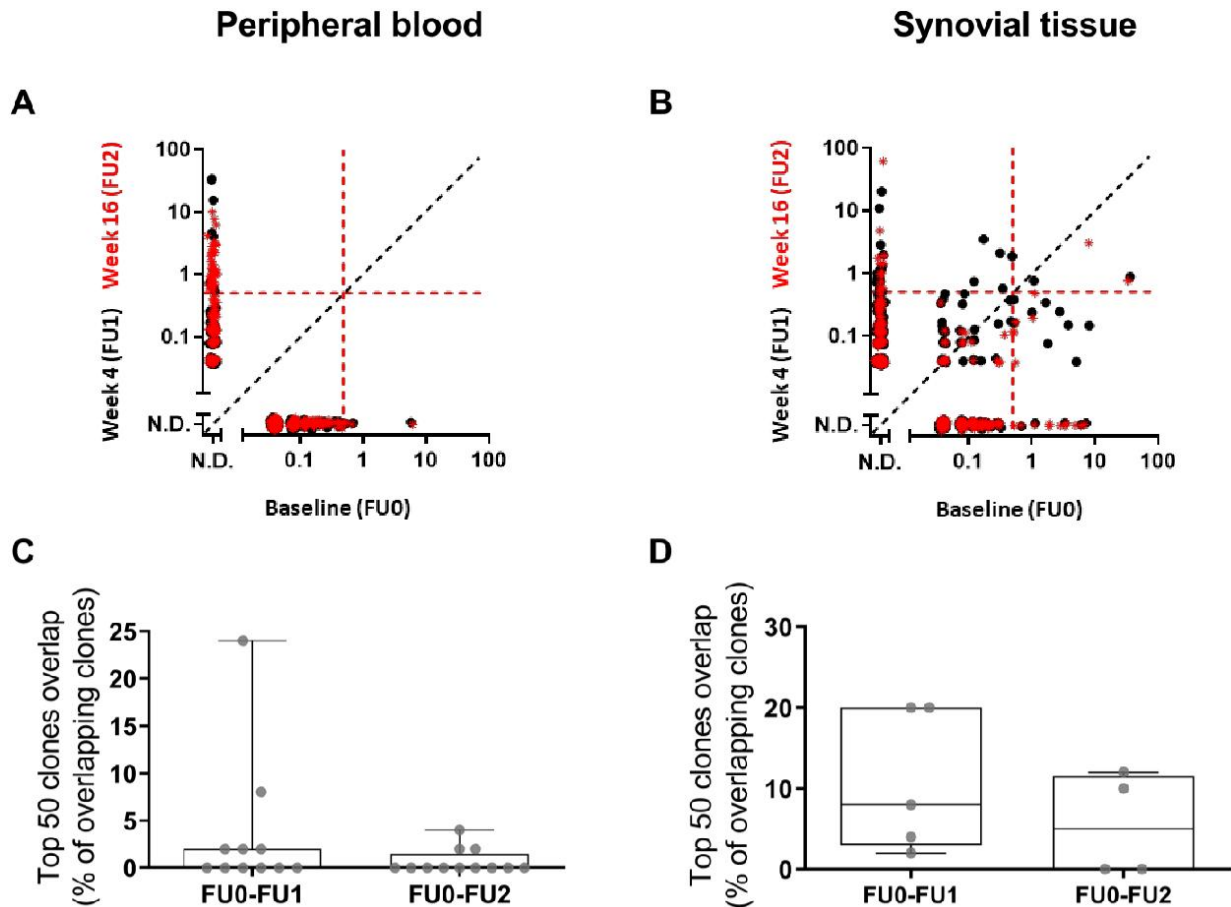 Peripheral blood
Synovial tissue
A
Week 16 (FU2)
Week 4 (FU1)
100
10
1
0.1
N.D.
N.D.
0.1
1
10
100
Baseline (FU0)
B
Week 16 (FU2)
Week 4 (FU1)
100
10
1
0.1
N.D.
N.D.
0.1
1
10
100
Baseline (FU0)
C
Top 50 clones overlap
(% of overlapping clones)
25
20
15
10
5
0
FU0-FU1
FU0-FU2
D
Top 50 clones overlap
(% of overlapping clones)
30
20
10
0
FU0-FU1
FU0-FU2